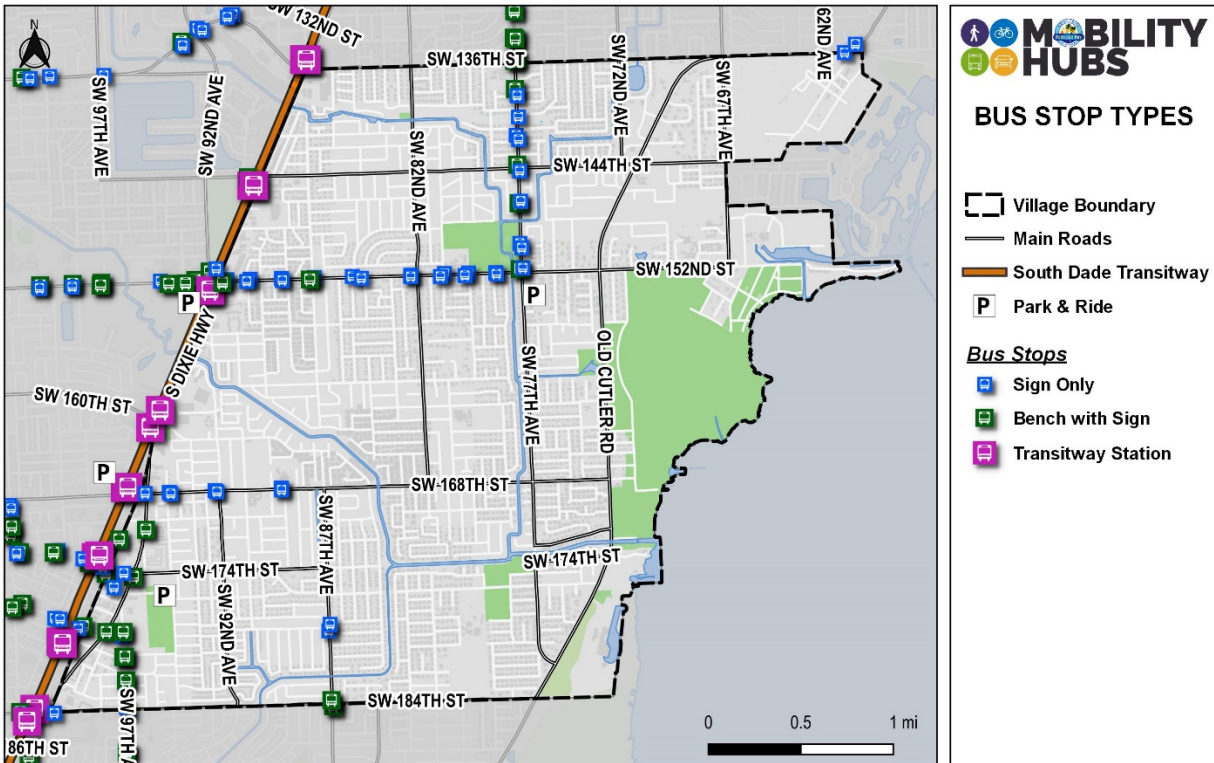 N
SW 132ND ST
SW 136TH ST
62ND AVE
SW 97TH AVE
SW 92ND AVE
SW 72ND AVE
SW 67TH AVE
SW 82ND AVE
SW 144TH ST
SW 152ND ST
P
P
S DIXIE HWY
OLD CUTLER RD
SW 77TH AVE
SW 160TH ST
P
SW 168TH ST
SW 87TH AVE
SW 174TH ST
SW 174TH ST
P
SW 92ND AVE
SW 184TH ST
SW 97TH A
86TH ST
0 0.5 1 mi
MOBILITY
HUBS
BUS STOP TYPES
Village Boundary
Main Roads
South Dade Transitway
P Park & Ride
Bus Stops
Sign Only
Bench with Sign
Transitway Station